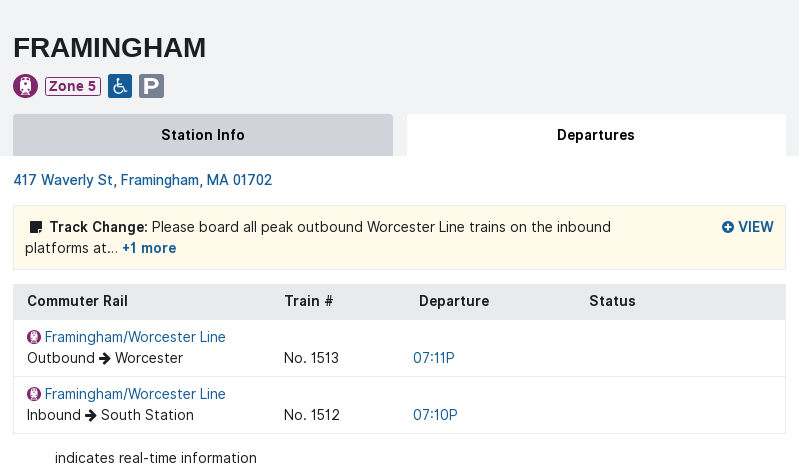 FRAMINGHAM
Zone 5 P
Station Info Departures
417 Waverly St, Framingham, MA 01702
Track Change: Please board all peak outbound Worcester Line trains on the inbound VIEW
platforms at... +1 more
Commuter Rail Train # Departure Status
Framingham/Worcester Line
Outbound → Worcester No. 1513 07:11P
Framingham/Worcester Line
Inbound → South Station No. 1512 07:10P
indicates real-time information